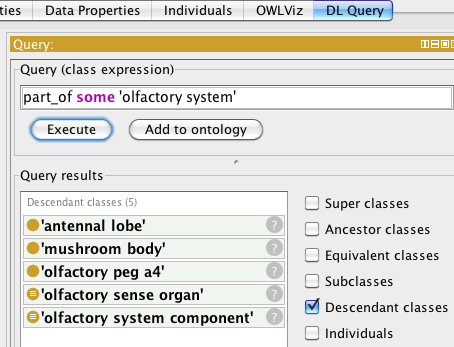 ties Data Properties Individuals OWLViz DL Query
Query:
Query (class expression)
part_of some 'olfactory system'
Execute Add to ontology
Query results
Descendant classes (5)
'antennal lobe' ?
'mushroom body' ?
'olfactory peg a4' ?
'olfactory sense organ' ?
'olfactory system component' ?
Super classes
Ancestor classes
Equivalent classes
Subclasses
Descendant classes
Individuals